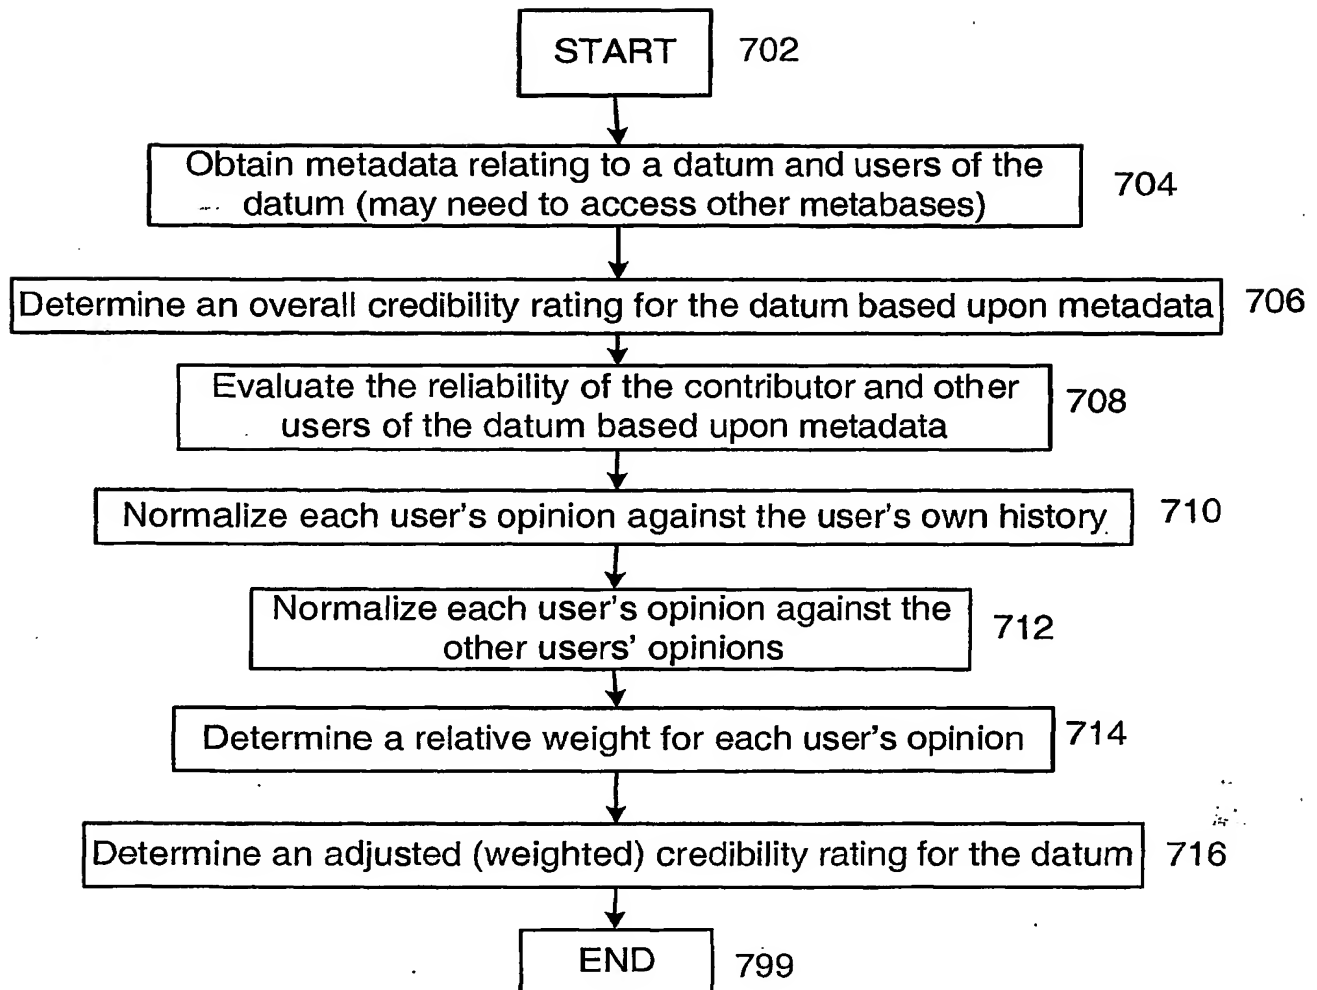 START 702
Obtain metadata relating to a datum and users of the
datum (may need to access other metabases)
704
Determine an overall credibility rating for the datum based upon metadata 706
Evaluate the reliability of the contributor and other
users of the datum based upon metadata
708
Normalize each user's opinion against the user's own history 710
Normalize each user's opinion against the
other users' opinions
712
Determine a relative weight for each user's opinion 714
Determine an adjusted (weighted) credibility rating for the datum 716
END 799